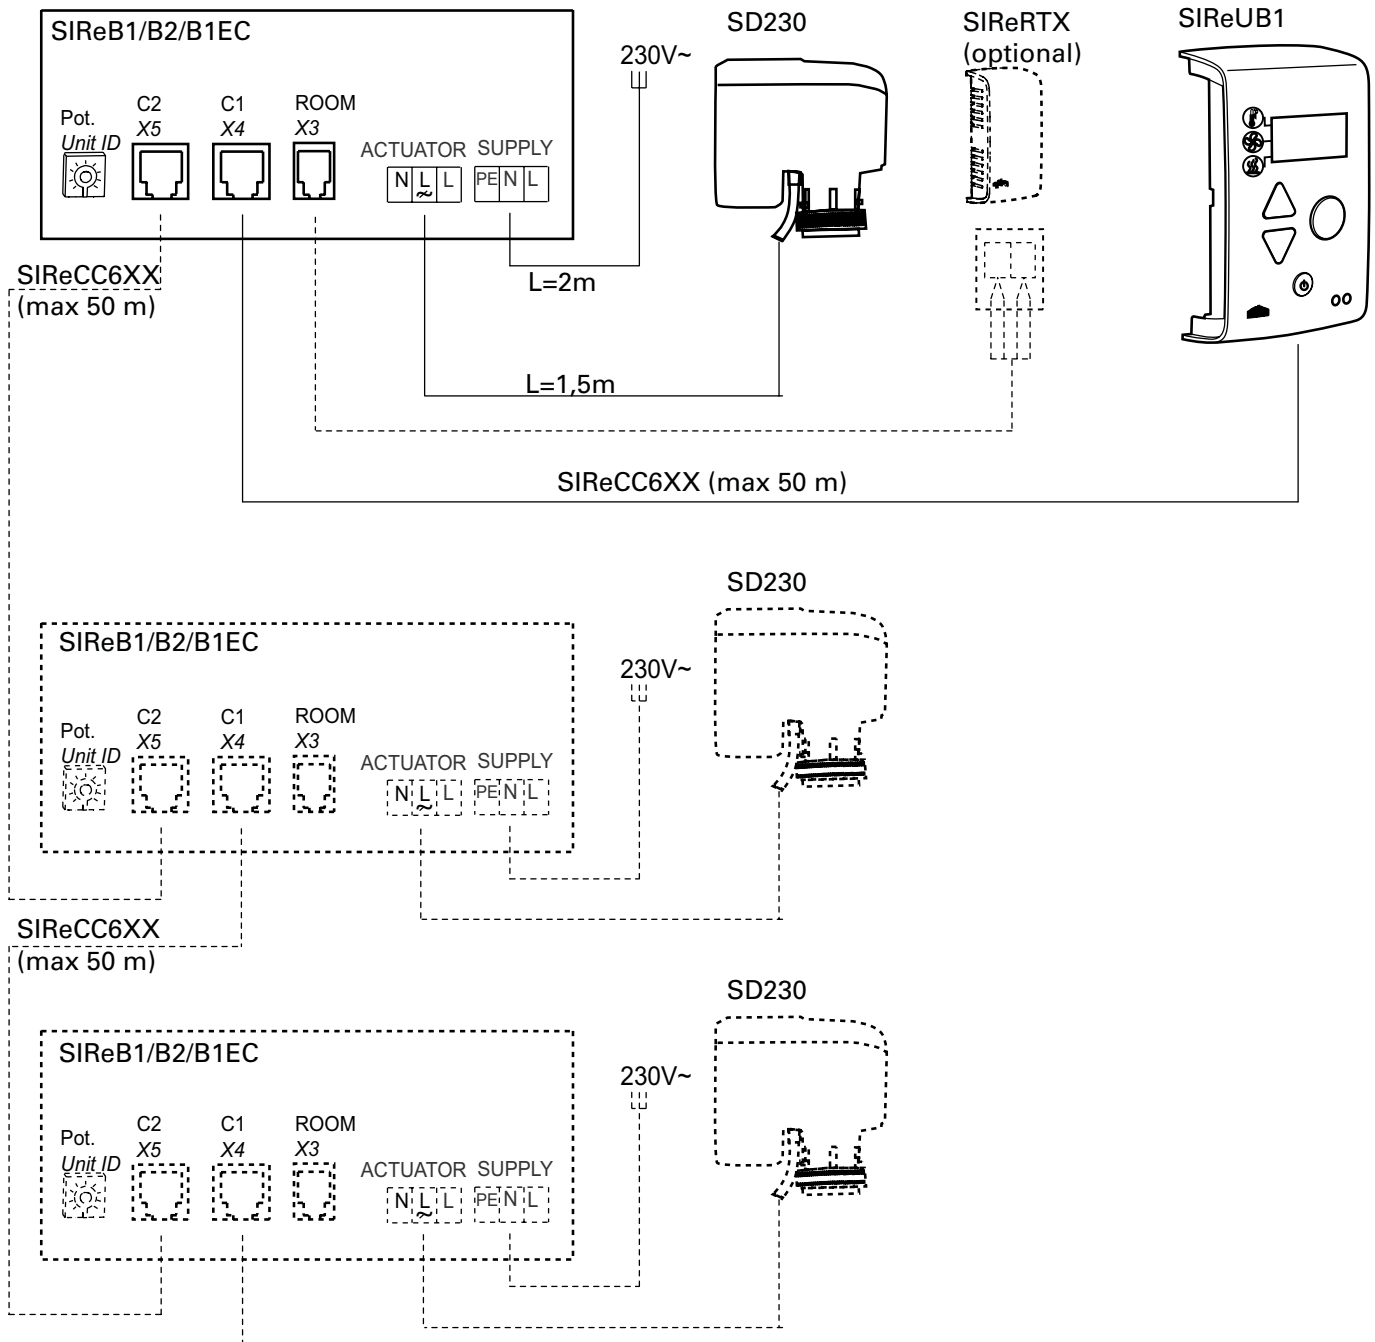 SIReB1/B2/B1EC
230V~
SD230
SIReRTX
(optional)
SIReUB1
Pot.
Unit ID
C2
X5
C1
X4
ROOM
X3
ACTUATOR
N L L
~
SUPPLY
PE N L
SIReCC6XX
(max 50 m)
L=2m
L=1,5m
SIReCC6XX (max 50 m)
SIReB1/B2/B1EC
230V~
SD230
Pot.
Unit ID
C2
X5
C1
X4
ROOM
X3
ACTUATOR
N L L
~
SUPPLY
PE N L
SIReCC6XX
(max 50 m)
SIReB1/B2/B1EC
230V~
SD230
Pot.
Unit ID
C2
X5
C1
X4
ROOM
X3
ACTUATOR
N L L
~
SUPPLY
PE N L